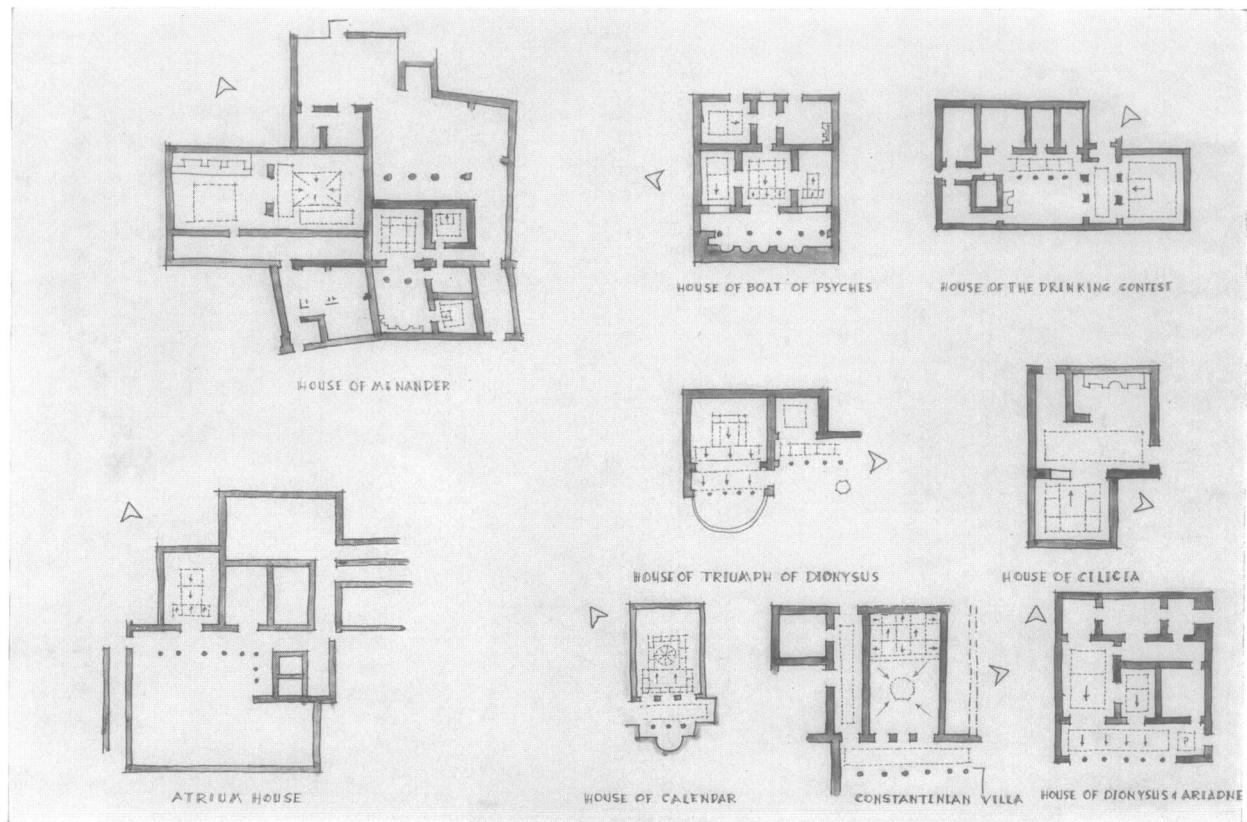 HOUSE OF BOAT OF PSYCHES
HOUSE OF THE DRINKING CONTEST
HOUSE OF MENANDER
HOUSE OF TRIUMPH OF DIONYSUS
HOUSE OF CILICIA
ATRIUM HOUSE
HOUSE OF CALENDAR
CONSTANTINIAN VILLA
P
HOUSE OF DIONYSUS & ARIADNE